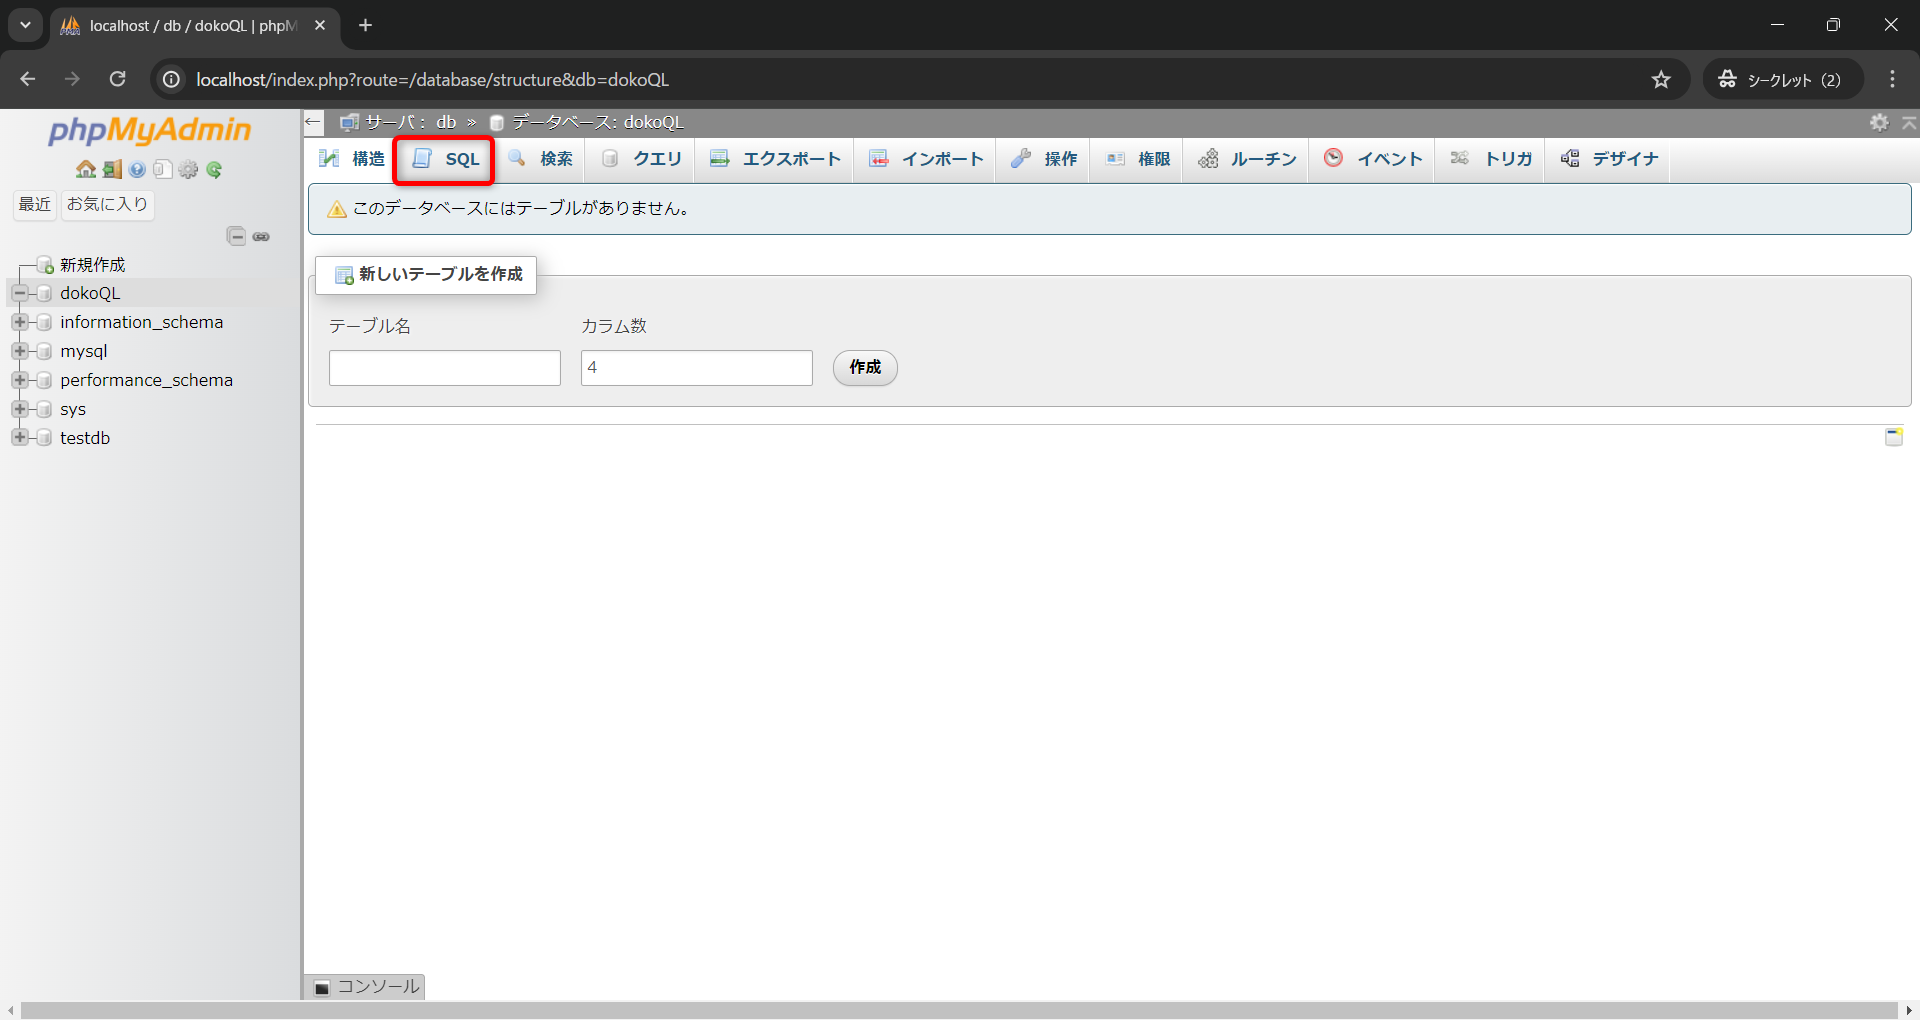 localhost / db / dokoQL | phpM
localhost/index.php?route=/database/structure&db=dokoQL
シークレット（2）
phpMyAdmin
最近 お気に入り
新規作成
dokoQL
information_schema
mysql
performance_schema
sys
testdb
← サーバ： db » データベース: dokoQL
構造 SQL 検索 クエリ エクスポート インポート 操作 権限 ルーチン イベント トリガ デザイナ
このデータベースにはテーブルがありません。
新しいテーブルを作成
テーブル名 カラム数
4 作成
コンソール